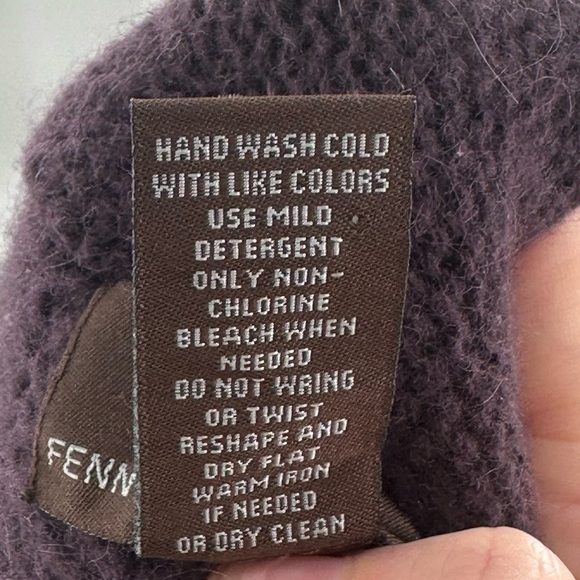 HAND WASH COLD
WITH LIKE COLORS
USE MILD
DETERGENT
ONLY NON-
CHLORINE
BLEACH WHEN
NEEDED
DO NOT WRING
OR TWIST
RESHAPE AND
DRY FLAT
WARM IRON
IF NEEDED
OR DRY CLEAN
FENN